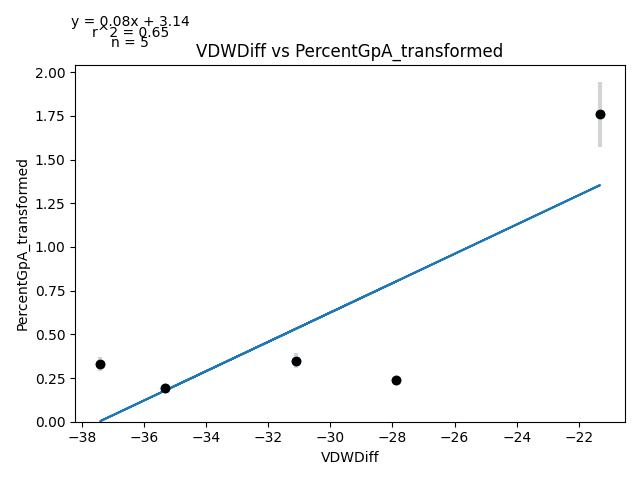 y = 0.08x + 3.14
r^2 = 0.65
n = 5
VDWDiff vs PercentGpA_transformed
2.00
1.75
1.50
1.25
1.00
0.75
0.50
0.25
0.00
PercentGpA_transformed
−38 −36 −34 −32 −30 −28 −26 −24 −22
VDWDiff